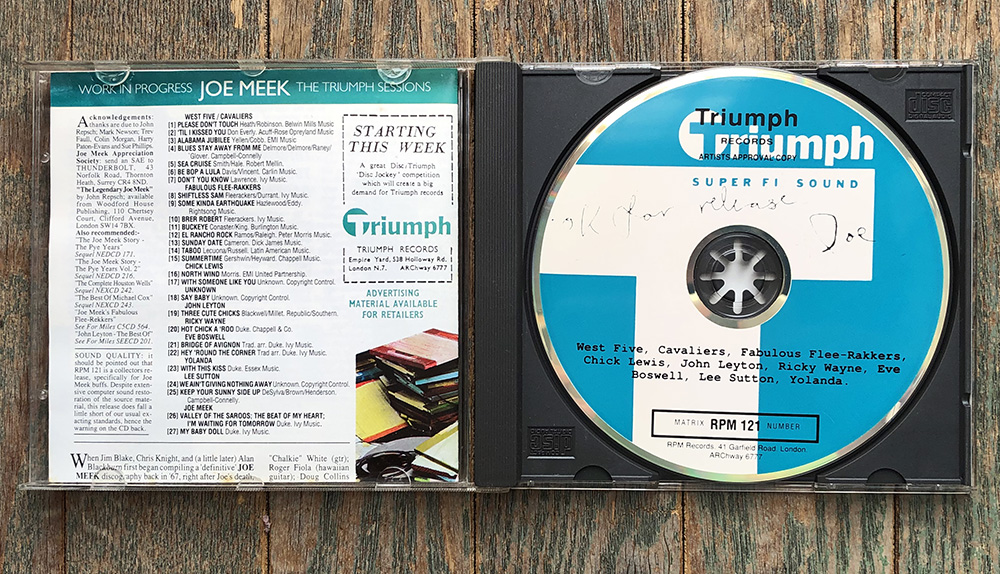 WORK IN PROGRESS JOE MEEK THE TRIUMPH SESSIONS
Acknowledgements:
thanks are due to John
Repsch; Mark Newson; Trev
Faull, Colin Morgan, Harry
Paton-Evans and Sue Phillips.
Joe Meek Appreciation
Society: send an SAE to
THUNDERBOLT, 43
Norfolk Road, Thornton
Heath, Surrey CR4 8ND.
"The Legendary Joe Meek"
by John Repsch; available
from Woodford House
Publishing, 110 Chertsey
Court, Clifford Avenue,
London SW14 7BX.
Also recommended:-
"The Joe Meek Story -
The Pye Years"
Sequel NEDCD 171.
"The Joe Meek Story -
The Pye Years Vol. 2"
Sequel NEDCD 216.
"The Complete Houston Wells"
Sequel NEXCD 242.
"The Best Of Michael Cox"
Sequel NEXCD 243.
"Joe Meek's Fabulous
Flee-Rekkers"
See For Miles C5CD 564.
"John Leyton - The Best Of"
See For Miles SEECD 201.
SOUND QUALITY: it
should be pointed out that
RPM 121 is a collectors re-
lease, specifically for Joe
Meek buffs. Despite exten-
sive computer sound resto-
ration of the source mate-
rial, this release does fall a
little short of our usual ex-
acting standards, hence the
warning on the CD back.
WEST FIVE / CAVALIERS
[1] PLEASE DON'T TOUCH Heath/Robinson. Belwin Mills Music
[2] 'TIL I KISSED YOU Don Everly. Acuff-Rose Opreyland Music
[3] ALABAMA JUBILEE Yellen/Cobb. EMI Music
[4] BLUES STAY AWAY FROM ME Delmore/Delmore/Raney/
'Glover. Campbell-Connelly
[5] SEA CRUISE Smith/Hale. Robert Mellin.
[6] BE BOP A LULA Davis/Vincent. Carlin Music.
[7] DON'T YOU KNOW Lawrence. Ivy Music.
FABULOUS FLEE-RAKKERS
[8] SHIFTLESS SAM Fleerackers/Durrant. Ivy Music.
[9] SOME KINDA EARTHQUAKE Hazlewood/Eddy.
Rightsong Music.
[10] BRER ROBERT Fleerackers. Ivy Music.
[11] BUCKEYE Conaster/King. Burlington Music.
[12] EL RANCHO ROCK Ramos/Raleigh. Peter Morris Music
[13] SUNDAY DATE Cameron. Dick James Music.
[14] TABOO Lecuona/Russell. Latin American Music.
[15] SUMMERTIME Gershwin/Heyward. Chappell Music.
CHICK LEWIS
[16] NORTH WIND Morris. EMI United Partnership.
[17] WITH SOMEONE LIKE YOU Unknown. Copyright Control.
UNKNOWN
[18] SAY BABY Unknown. Copyright Control.
JOHN LEYTON
[19] THREE CUTE CHICKS Blackwell/Millet. Republic/Southern.
RICKY WAYNE
[20] HOT CHICK A 'ROO Duke. Chappell & Co.
EVE BOSWELL
[21] BRIDGE OF AVIGNON Trad arr. Duke. Ivy Music.
[22] HEY 'ROUND THE CORNER Trad arr. Duke. Ivy Music.
YOLANDA
[23] WITH THIS KISS Duke. Essex Music.
LEE SUTTON
[24] WE AIN'T GIVING NOTHING AWAY Unknown. Copyright Control.
[25] KEEP YOUR SUNNY SIDE UP DeSylva/Brown/Henderson.
Campbell-Connelly.
JOE MEEK
[26] VALLEY OF THE SAROOS: THE BEAT OF MY HEART;
I'M WAITING FOR TOMORROW Duke. Ivy Music.
[27] MY BABY DOLL Duke. Ivy Music.
STARTING
THIS WEEK
A great Disc/Triumph
'Disc Jockey' competition
which will create a big
demand for Triumph records
Triumph
TRIUMPH RECORDS
Empire Yard, 538 Holloway Rd.
London N.7. ARChway 6777
ADVERTISING
MATERIAL AVAILABLE
FOR RETAILERS
When Jim Blake, Chris Knight, and (a little later) Alan
Blackburn first began compiling a 'definitive' JOE
MEEK discography back in '67, right after Joe's death,
"Chalkie" White (gtr);
Roger Fiola (hawaiian
guitar); Doug Collins
Triumph
Triumph
RECORDS
ARTISTS APPROVAL COPY
SUPER FI SOUND
ok for release
Joe
West Five, Cavaliers, Fabulous Flee-Rakkers,
Chick Lewis, John Leyton, Ricky Wayne, Eve
Boswell, Lee Sutton, Yolanda.
MATRIX RPM 121 NUMBER
RPM Records, 41 Garfield Road London
ARChway 6777